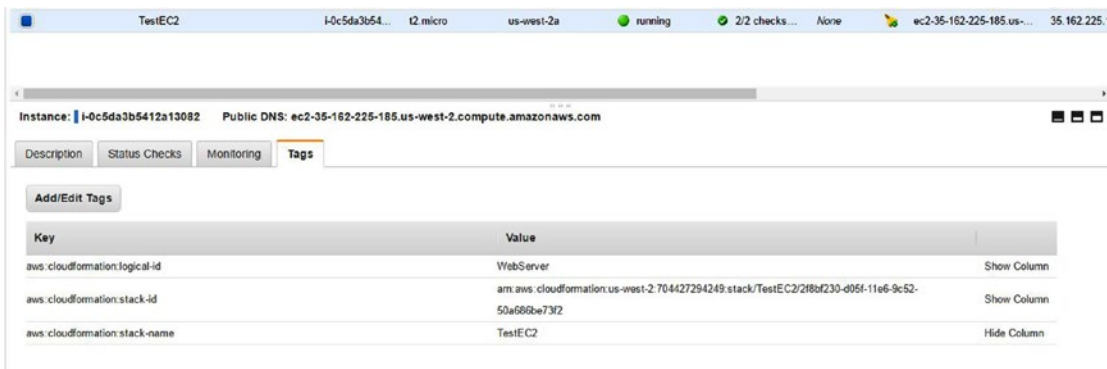 TestEC2 i-0c5da3b54... t2.micro us-west-2a running 2/2 checks... None ec2-35-162-225-185.us-... 35.162.225.
Instance: i-0c5da3b5412a13082 Public DNS: ec2-35-162-225-185.us-west-2.compute.amazonaws.com
Description Status Checks Monitoring Tags
Add/Edit Tags
Key Value
aws:cloudformation:logical-id WebServer Show Column
aws:cloudformation:stack-id arn:aws:cloudformation:us-west-2:704427294249:stack/TestEC2/2f8bf230-d05f-11e6-9c52- Show Column
50a686be73f2
aws:cloudformation:stack-name TestEC2 Hide Column